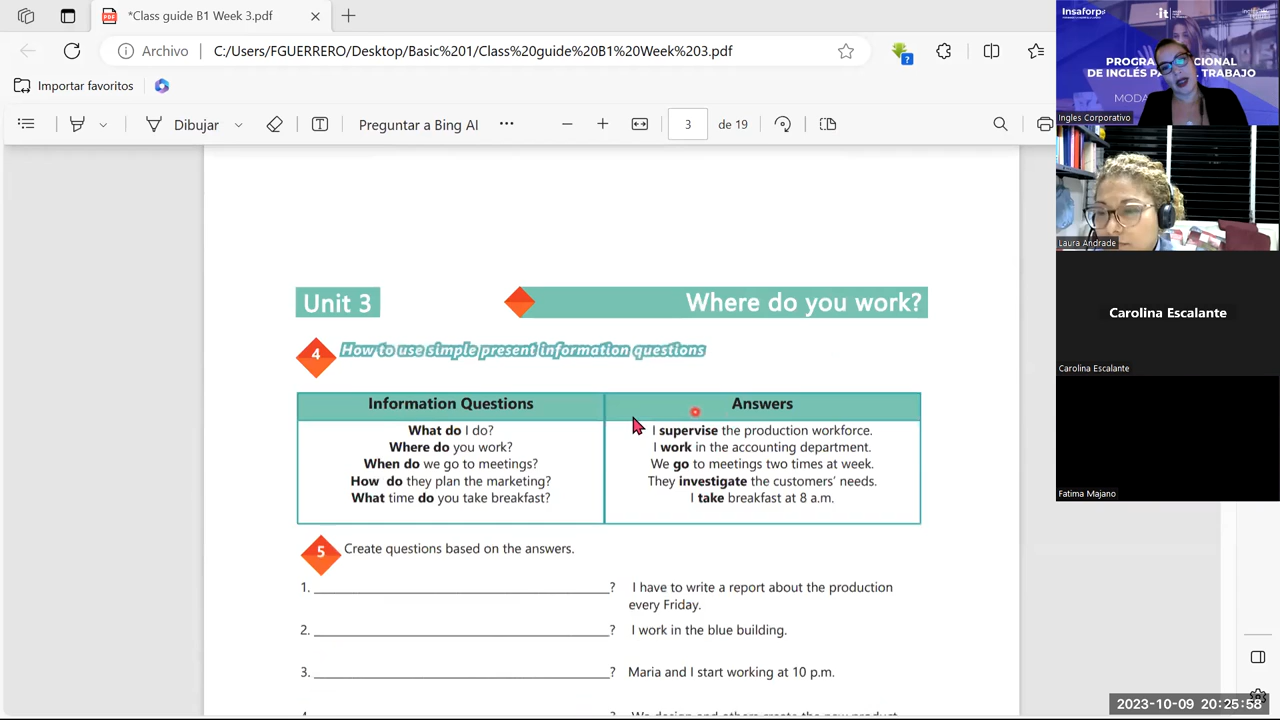 *Class guide B1 Week 3.pdf
Archivo
C:/Users/FGUERRERO/Desktop/Basic%201/Class%20guide%20B1%20Week%203.pdf
Importar favoritos
Dibujar
Preguntar a Bing AI
3
de 19
Unit 3
Where do you work?
4
How to use simple present information questions
Information Questions
Answers
What do I do?
I supervise the production workforce.
Where do you work?
I work in the accounting department.
When do we go to meetings?
We go to meetings two times at week.
How do they plan the marketing?
They investigate the customers' needs.
What time do you take breakfast?
I take breakfast at 8 a.m.
5
Create questions based on the answers.
1. ______________________________?
I have to write a report about the production
every Friday.
2. ______________________________?
I work in the blue building.
3. ______________________________?
Maria and I start working at 10 p.m.
Insaforp
Ingles Corporativo
Laura Andrade
Carolina Escalante
Carolina Escalante
Fatima Majano
2023-10-09 20:25:58